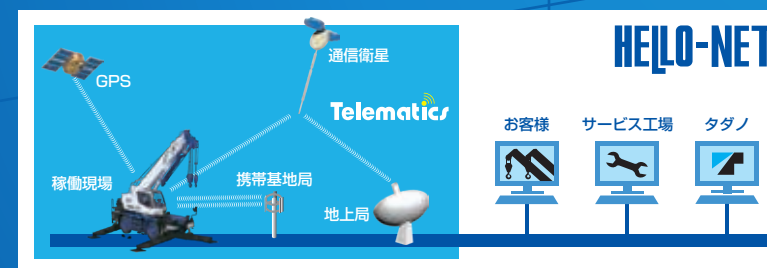 通信衛星
HELLO-NET
GPS
Telematics
お客様
サービス工場
タダノ
稼働現場
携帯基地局
地上局